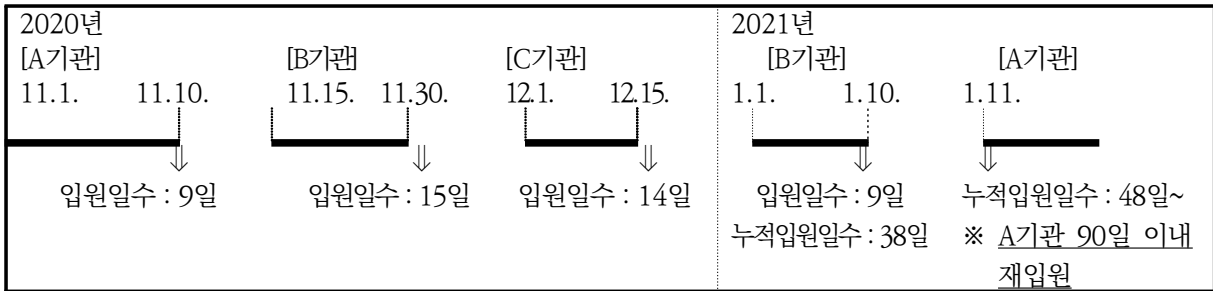 2020년 2021년
[A기관] [B기관] [C기관] [B기관] [A기관]
11.1. 11.10. 11.15. 11.30. 12.1. 12.15. 1.1. 1.10. 1.11.
입원일수 : 9일 입원일수 : 15일 입원일수 : 14일 입원일수 : 9일 누적입원일수 : 48일~
누적입원일수 : 38일 ※ A기관 90일 이내
재입원